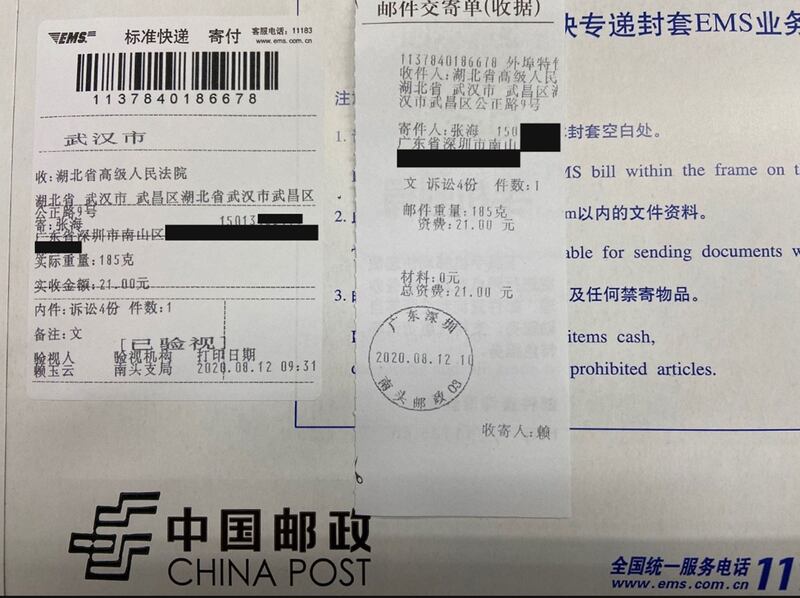 EMS 标准快递 寄付 客服电话：11183
www.ems.com.cn
1137840186678
武汉市
收:湖北省高级人民法院
湖北省 武汉市 武昌区湖北省武汉市武昌区
公正路9号
寄:张海 15013
广东省深圳市南山区
实际重量:185克
实收金额:21.00元
内件:诉讼4份 件数:1
备注:文
[已验视]
验视人 验视机构 打印日期
赖玉云 南头支局 2020.08.12 09:31
邮件交寄单(收据)
1137840186678 外埠特
收件人:湖北省高级人民
湖北省 武汉市 武昌区
汉市武昌区公正路9号
寄件人:张海 150
广东省深圳市南山
文 诉讼4份 件数:1
邮件重量:185克
资费:21.00 元
材料:0元
总资费:21.00 元
广东深圳
2020.08.12 10
南头邮政03
收寄人:赖
快专递封套EMS业务
注
1.
封套空白处。
MS bill within the frame on t
2.
m以内的文件资料。
able for sending documents w
3.
及任何禁寄物品。
items cash,
prohibited articles.
中国邮政
CHINA POST
全国统一服务电话 11
www.ems.com.cn